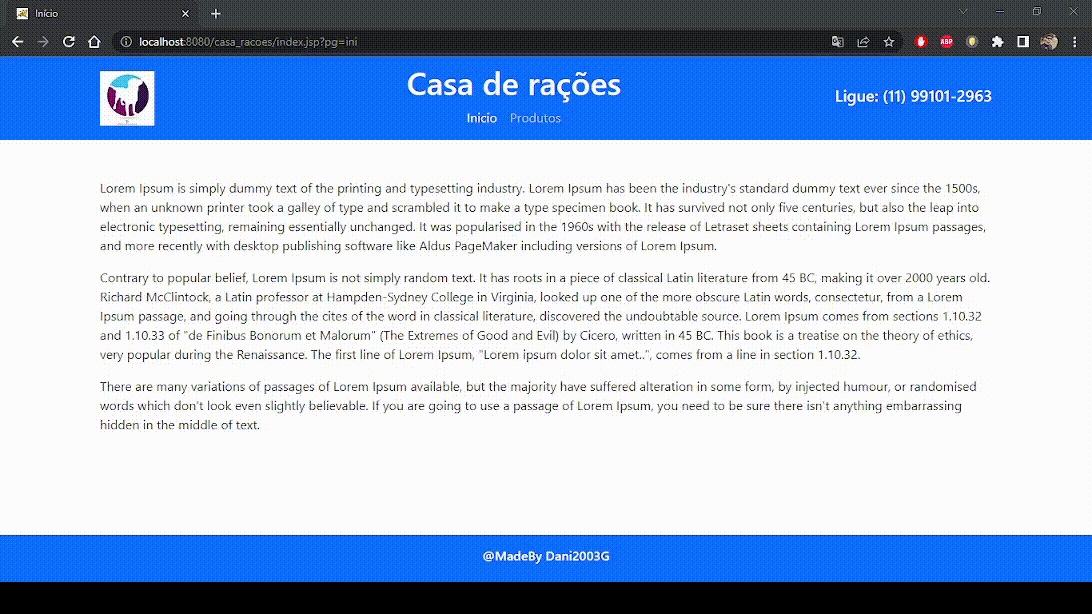 Início
localhost:8080/casa_racoes/index.jsp?pg=ini
ABP
Casa de rações
Ligue: (11) 99101-2963
Início Produtos
Lorem Ipsum is simply dummy text of the printing and typesetting industry. Lorem Ipsum has been the industry's standard dummy text ever since the 1500s,
when an unknown printer took a galley of type and scrambled it to make a type specimen book. It has survived not only five centuries, but also the leap into
electronic typesetting, remaining essentially unchanged. It was popularised in the 1960s with the release of Letraset sheets containing Lorem Ipsum passages,
and more recently with desktop publishing software like Aldus PageMaker including versions of Lorem Ipsum.
Contrary to popular belief, Lorem Ipsum is not simply random text. It has roots in a piece of classical Latin literature from 45 BC, making it over 2000 years old.
Richard McClintock, a Latin professor at Hampden-Sydney College in Virginia, looked up one of the more obscure Latin words, consectetur, from a Lorem
Ipsum passage, and going through the cites of the word in classical literature, discovered the undoubtable source. Lorem Ipsum comes from sections 1.10.32
and 1.10.33 of "de Finibus Bonorum et Malorum" (The Extremes of Good and Evil) by Cicero, written in 45 BC. This book is a treatise on the theory of ethics,
very popular during the Renaissance. The first line of Lorem Ipsum, "Lorem ipsum dolor sit amet..", comes from a line in section 1.10.32.
There are many variations of passages of Lorem Ipsum available, but the majority have suffered alteration in some form, by injected humour, or randomised
words which don't look even slightly believable. If you are going to use a passage of Lorem Ipsum, you need to be sure there isn't anything embarrassing
hidden in the middle of text.
@MadeBy Dani2003G